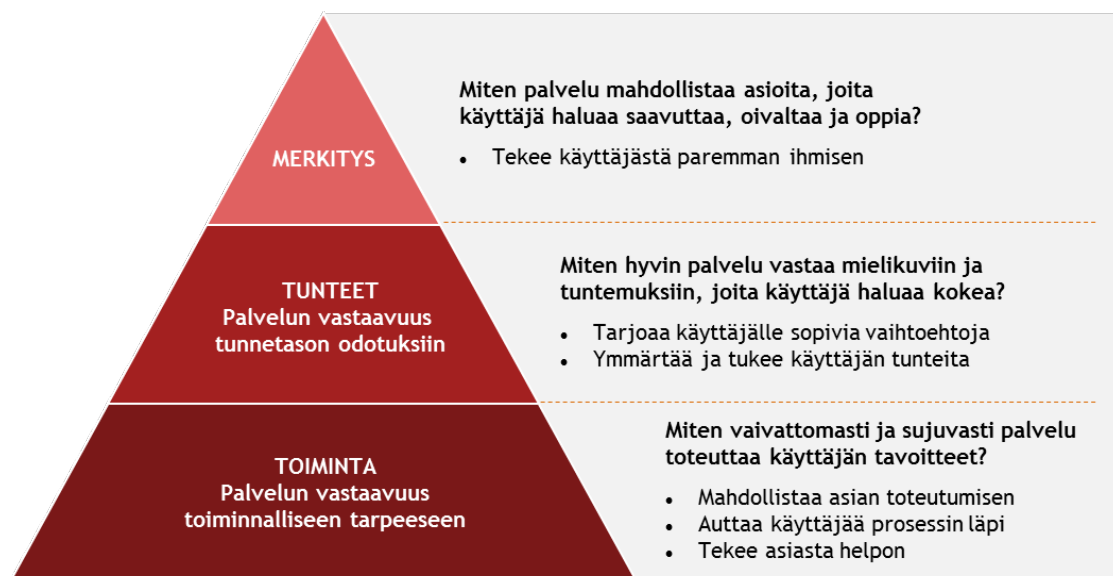 MERKITYS
Miten palvelu mahdollistaa asioita, joita
käyttäjä haluaa saavuttaa, oivaltaa ja oppia?
• Tekee käyttäjästä paremman ihmisen
TUNTEET
Palvelun vastaavuus
tunnetason odotuksiin
Miten hyvin palvelu vastaa mielikuviin ja
tuntemuksiin, joita käyttäjä haluaa kokea?
• Tarjoaa käyttäjälle sopivia vaihtoehtoja
• Ymmärtää ja tukee käyttäjän tunteita
TOIMINTA
Palvelun vastaavuus
toiminnalliseen tarpeeseen
Miten vaivattomasti ja sujuvasti palvelu
toteuttaa käyttäjän tavoitteet?
• Mahdollistaa asian toteutumisen
• Auttaa käyttäjää prosessin läpi
• Tekee asiasta helpon